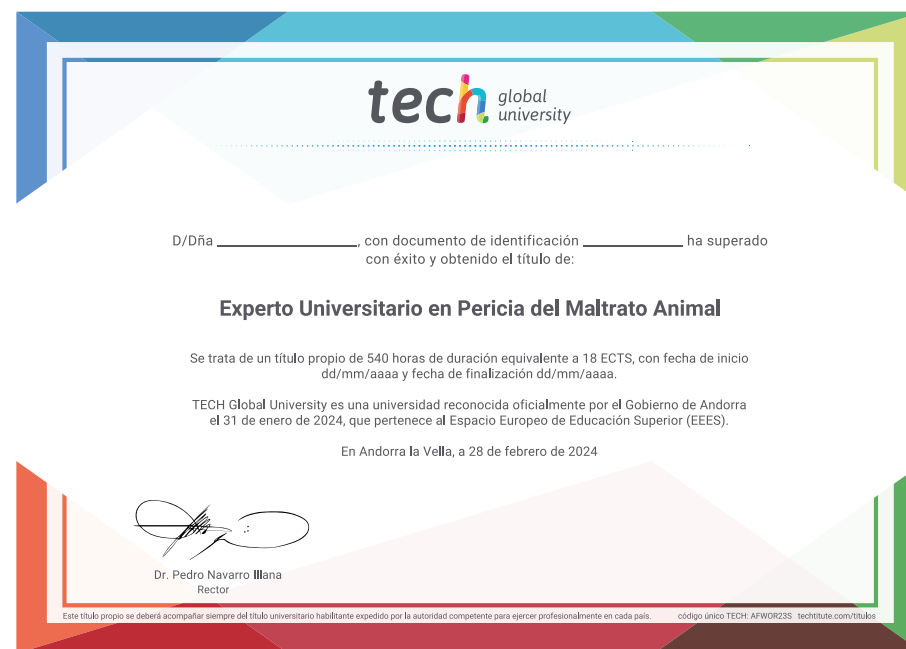 tech global university
D/Dña ______________, con documento de identificación __________ ha superado
con éxito y obtenido el título de:
Experto Universitario en Pericia del Maltrato Animal
Se trata de un título propio de 540 horas de duración equivalente a 18 ECTS, con fecha de inicio
dd/mm/aaaa y fecha de finalización dd/mm/aaaa.
TECH Global University es una universidad reconocida oficialmente por el Gobierno de Andorra
el 31 de enero de 2024, que pertenece al Espacio Europeo de Educación Superior (EEES).
En Andorra la Vella, a 28 de febrero de 2024
Dr. Pedro Navarro Illana
Rector
Este título propio se deberá acompañar siempre del título universitario habilitante expedido por la autoridad competente para ejercer profesionalmente en cada país. código único TECH: AFWOR23S techtitute.com/titulos